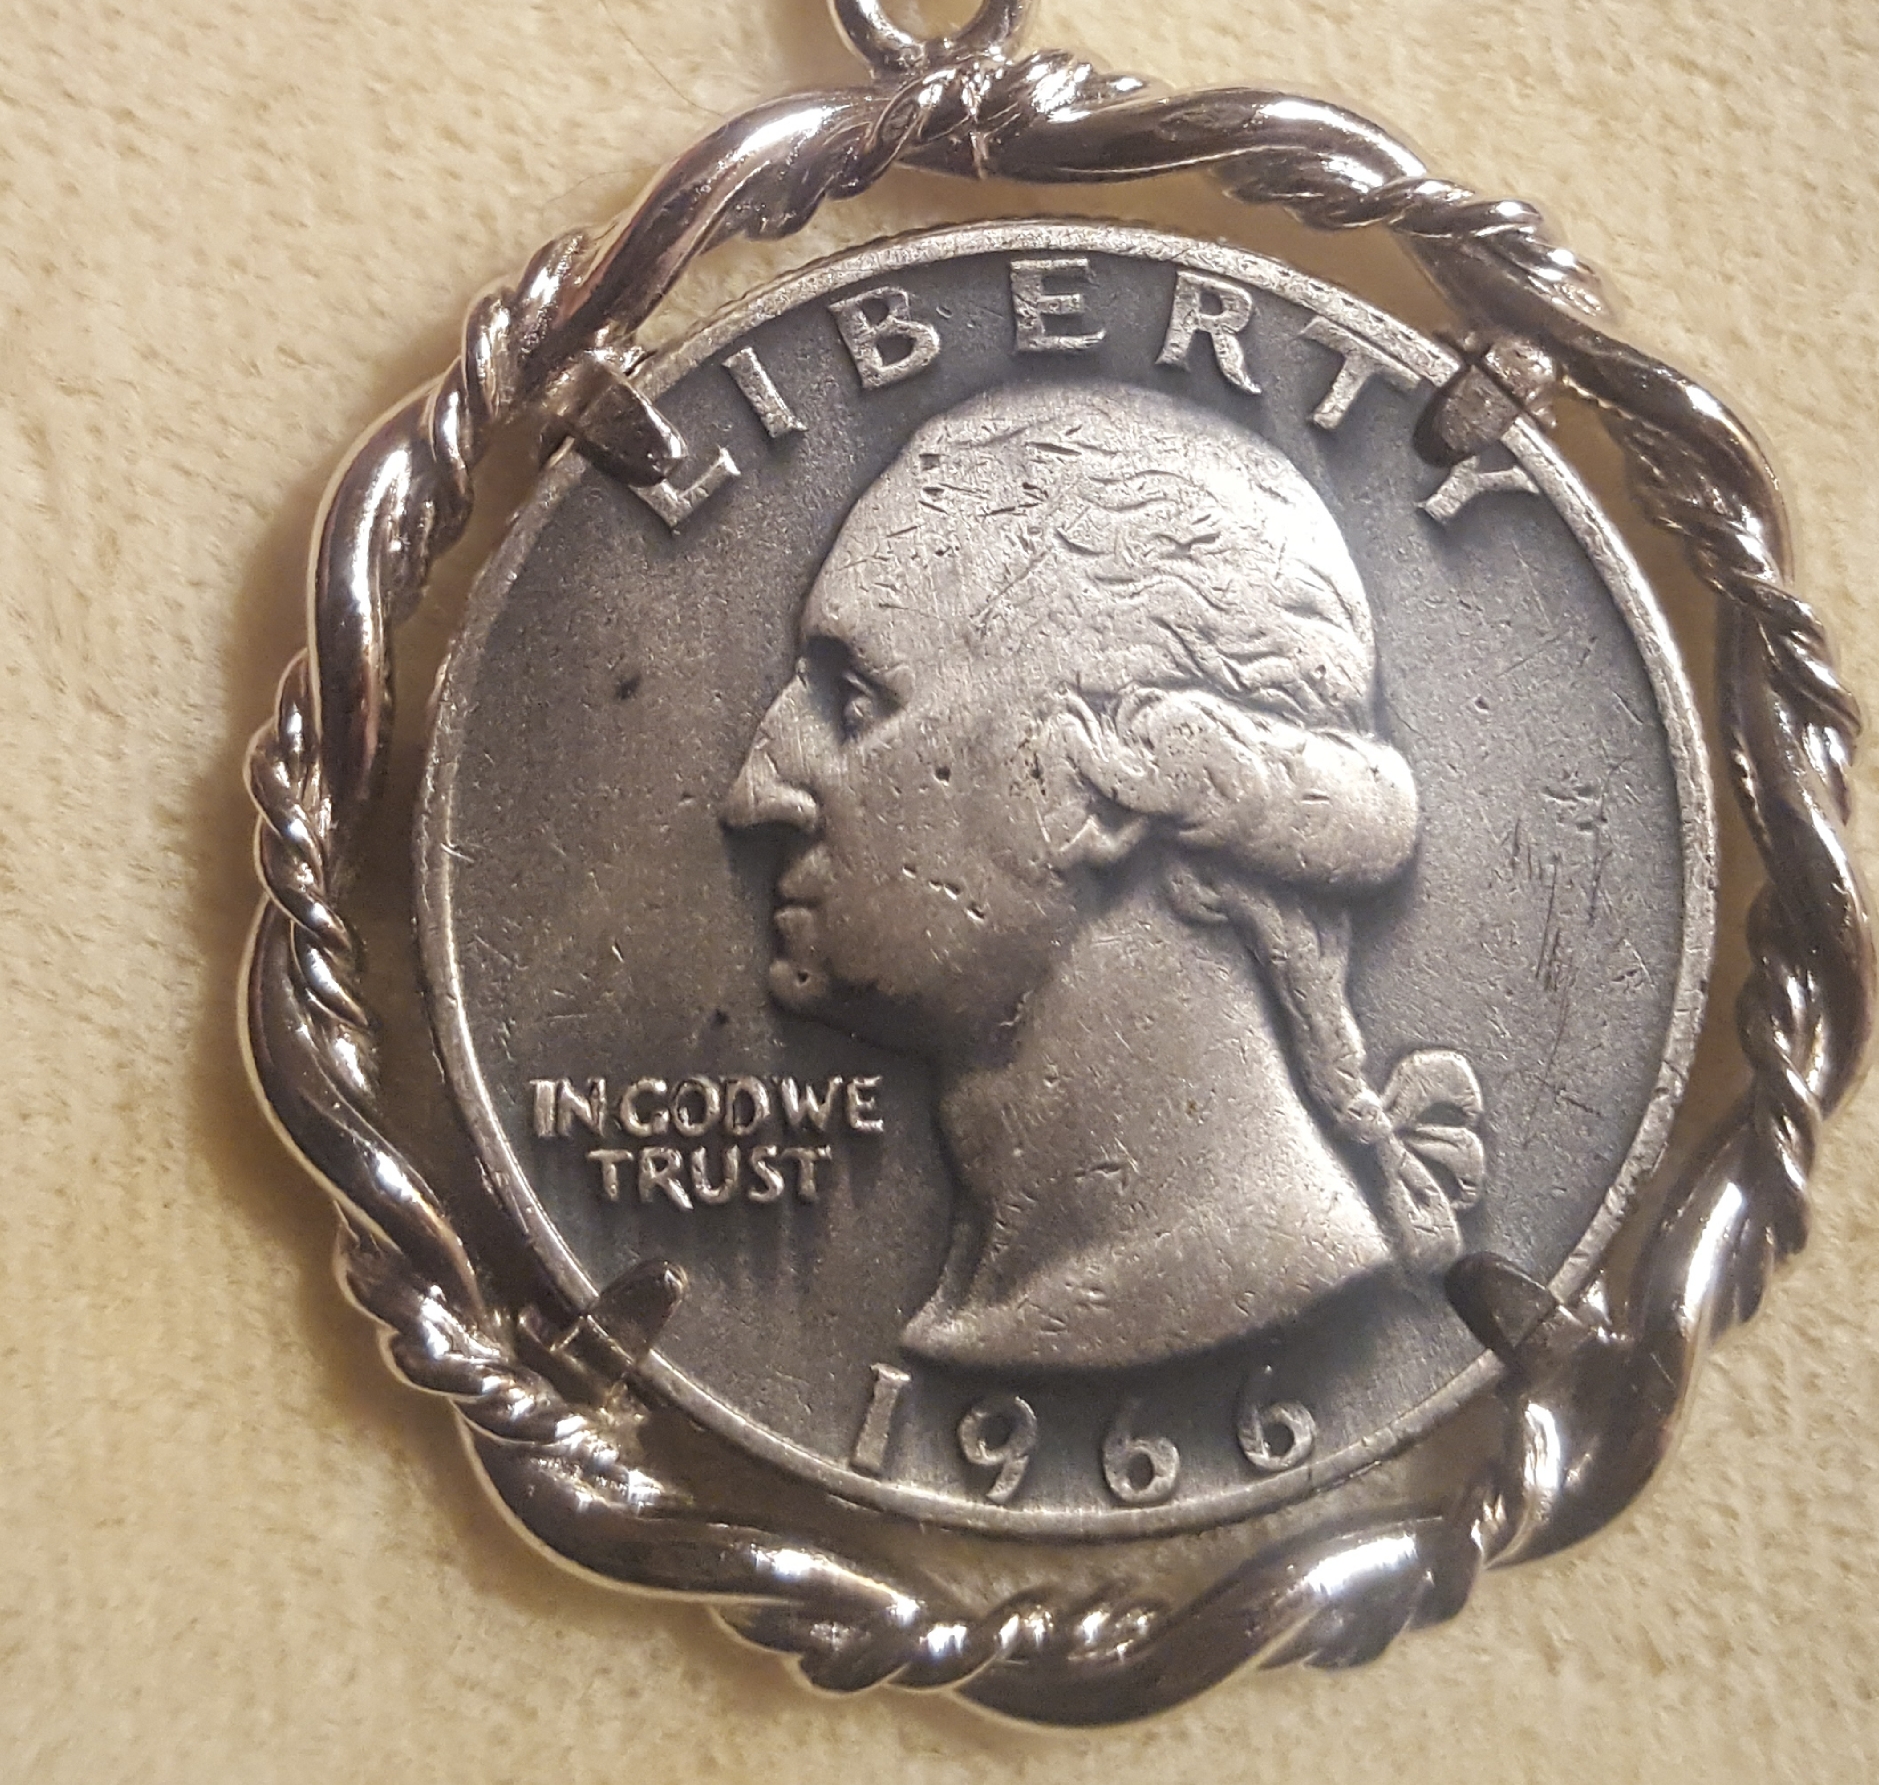 LIBERTY
IN GOD WE
TRUST
1966